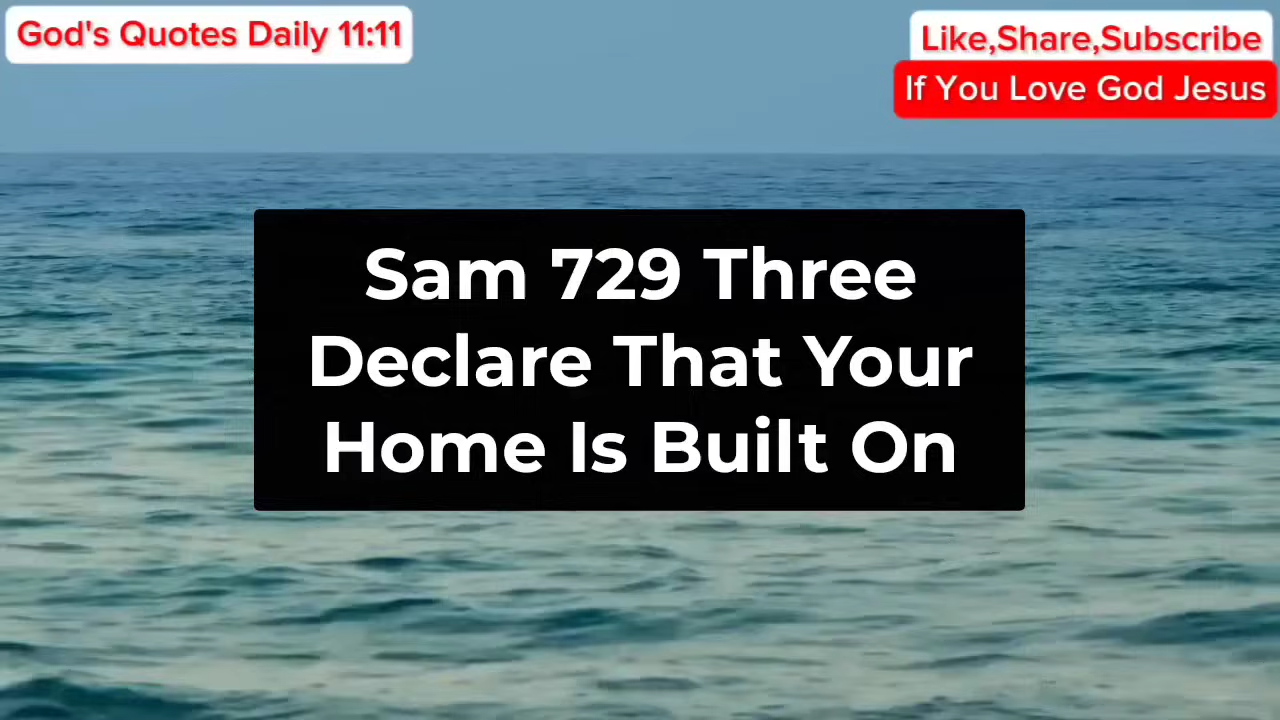 God's Quotes Daily 11:11
Like,Share,Subscribe
If You Love God Jesus
Sam 729 Three
Declare That Your
Home Is Built On